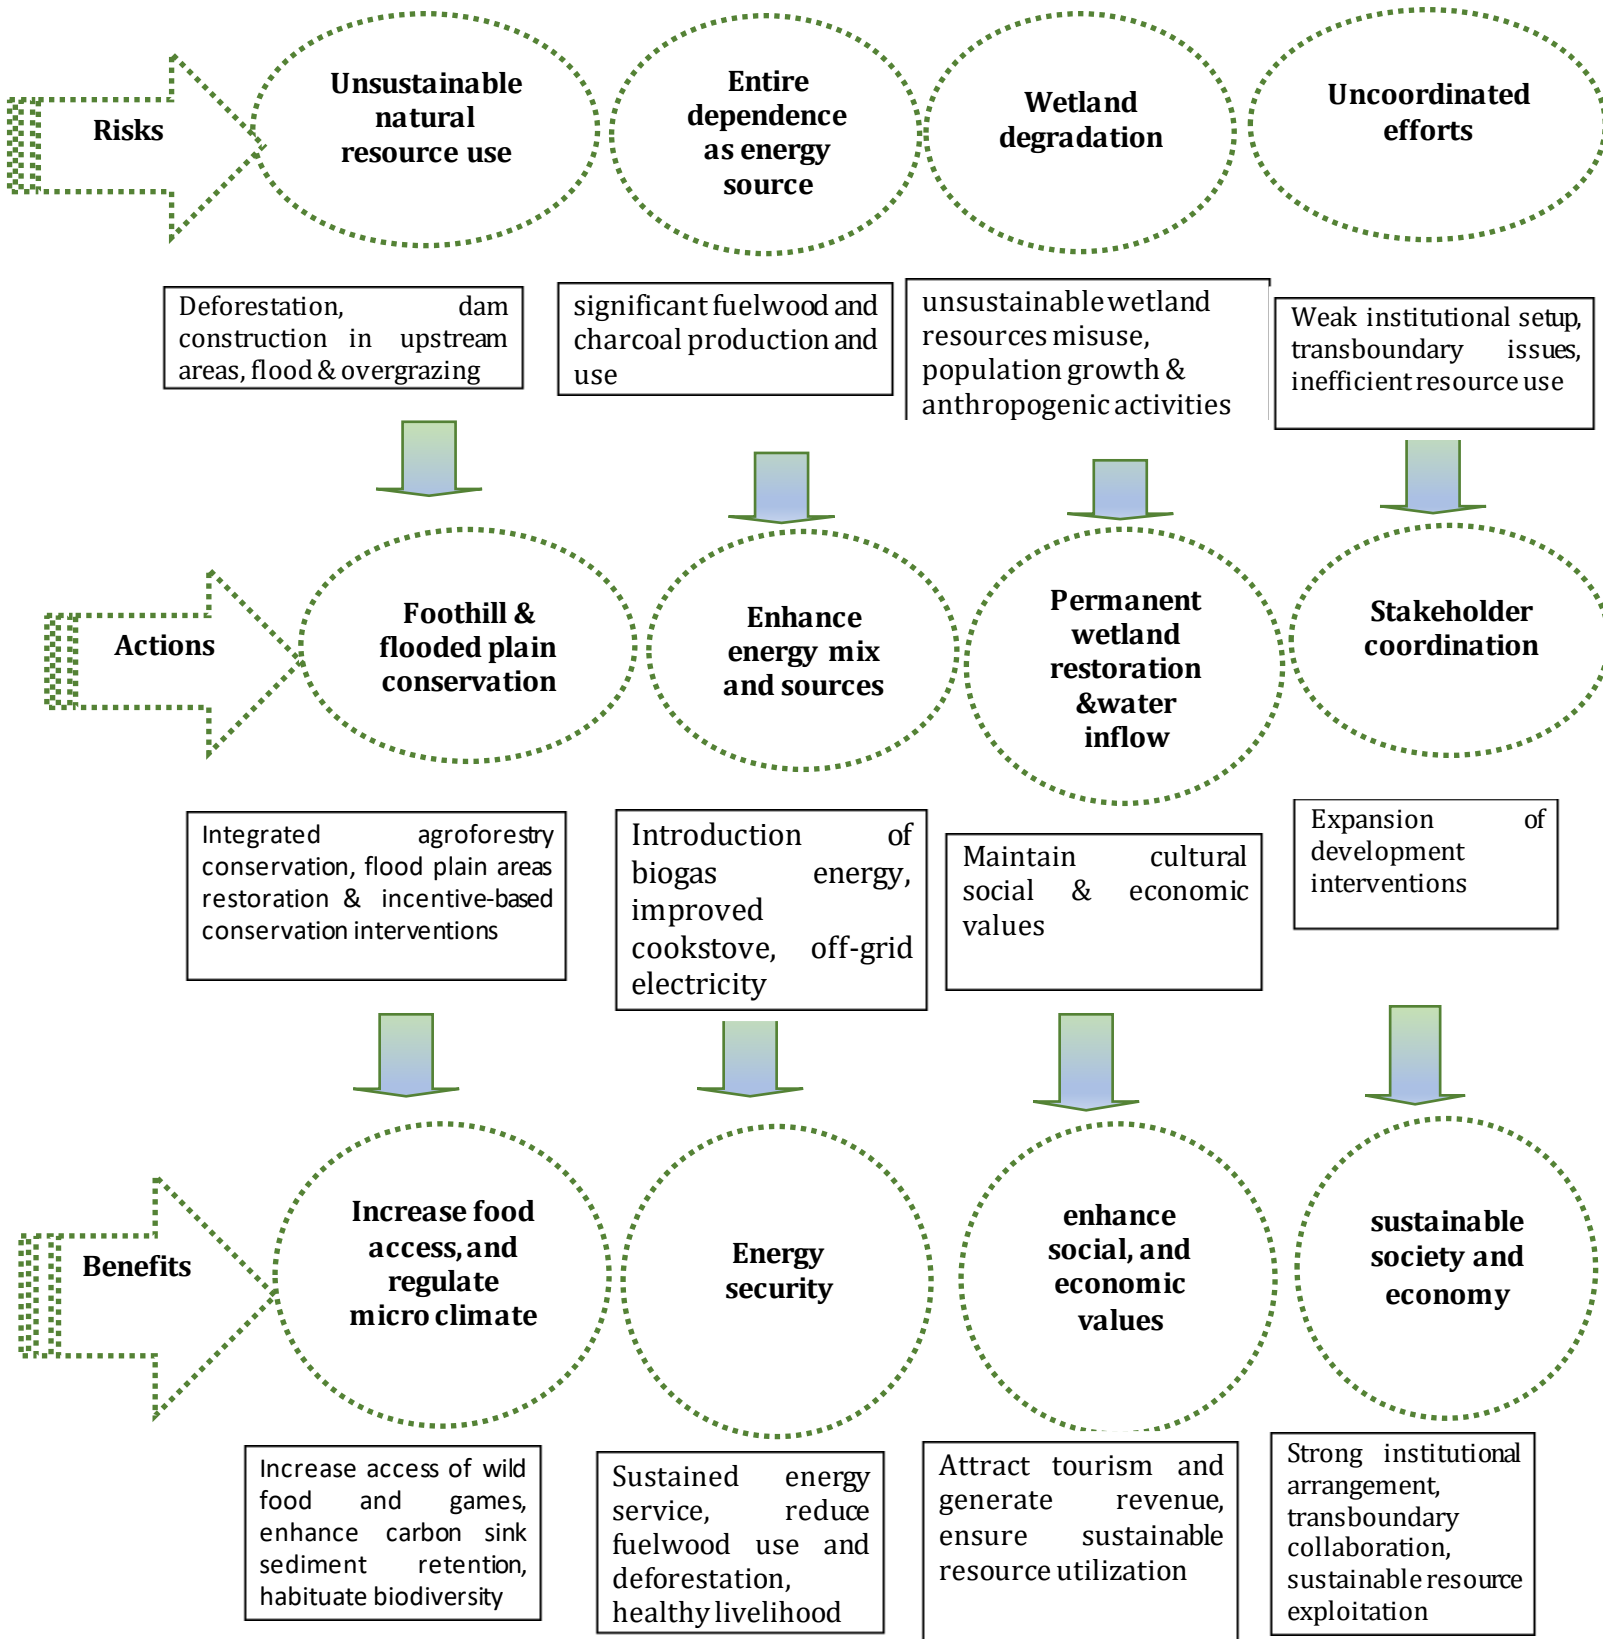 Risks
Unsustainable
natural
resource use
Entire
dependence
as energy
source
Wetland
degradation
Uncoordinated
efforts
Deforestation, dam
construction in upstream
areas, flood & overgrazing
significant fuelwood and
charcoal production and
use
unsustainable wetland
resources misuse,
population growth &
anthropogenic activities
Weak institutional setup,
transboundary issues,
inefficient resource use
Actions
Foothill &
flooded plain
conservation
Enhance
energy mix
and sources
Permanent
wetland
restoration
&water
inflow
Stakeholder
coordination
Integrated agroforestry
conservation, flood plain areas
restoration & incentive-based
conservation interventions
Introduction of
biogas energy,
improved
cookstove, off-grid
electricity
Maintain cultural
social & economic
values
Expansion of
development
interventions
Benefits
Increase food
access, and
regulate
micro climate
Energy
security
enhance
social, and
economic
values
sustainable
society and
economy
Increase access of wild
food and games,
enhance carbon sink
sediment retention,
habituate biodiversity
Sustained energy
service, reduce
fuelwood use and
deforestation,
healthy livelihood
Attract tourism and
generate revenue,
ensure sustainable
resource utilization
Strong institutional
arrangement,
transboundary
collaboration,
sustainable resource
exploitation